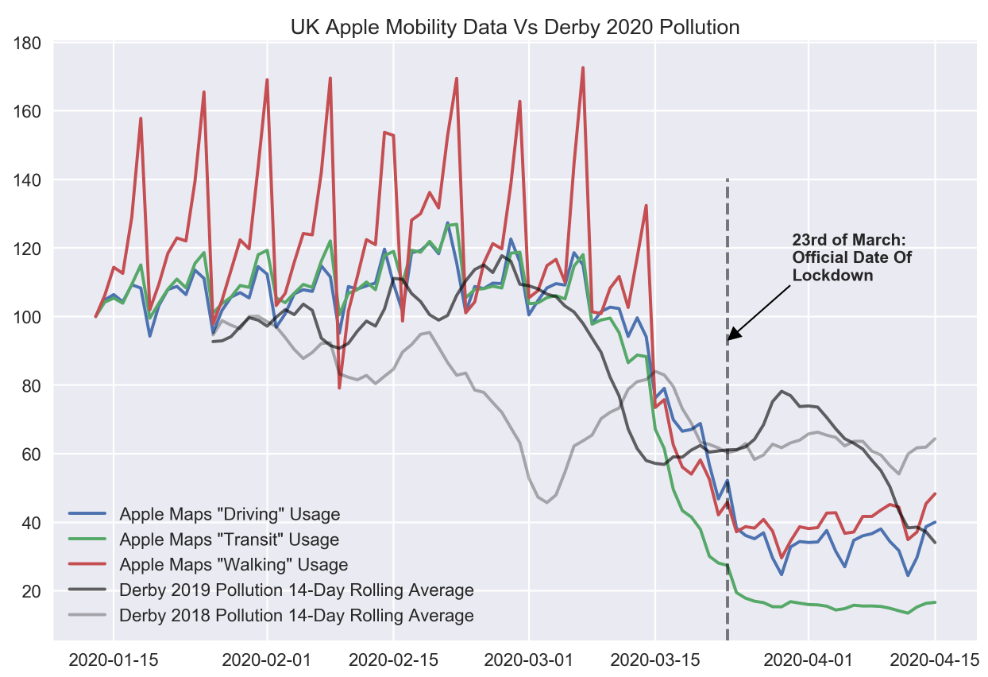 UK Apple Mobility Data Vs Derby 2020 Pollution
180
160
140
120
100
80
60
40
20
23rd of March:
Official Date Of
Lockdown
Apple Maps "Driving" Usage
Apple Maps "Transit" Usage
Apple Maps "Walking" Usage
Derby 2019 Pollution 14-Day Rolling Average
Derby 2018 Pollution 14-Day Rolling Average
2020-01-15
2020-02-01
2020-02-15
2020-03-01
2020-03-15
2020-04-01
2020-04-15